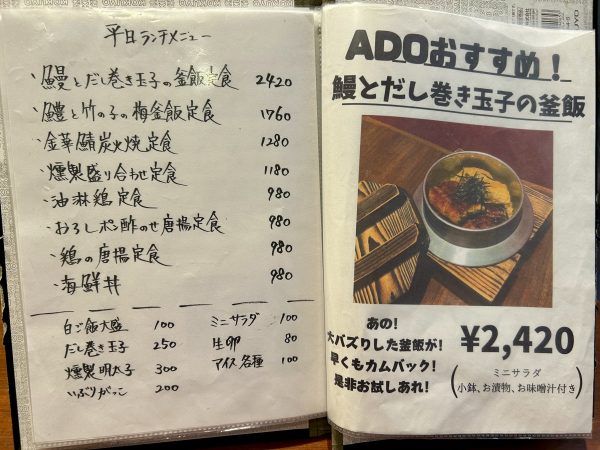 平日ランチメニュー
・鰻とだし巻き玉子の釜飯定食 2420
・鱧と竹の子の梅釜飯定食 1760
・金華鯖炭火焼定食 1280
・燻製盛り合わせ定食 1180
・油淋鶏定食 980
・おろしポン酢のせ唐揚定食 980
・鶏の唐揚定食 980
・海鮮丼 980
白ご飯大盛 100
だし巻き玉子 250
燻製明太子 300
いぶりがっこ 200
ミニサラダ 100
生卵 80
アイス各種 100
ADOおすすめ!
鰻とだし巻き玉子の釜飯
あの!
大バズりした釜飯が!
早くもカムバック!
是非お試しあれ!
¥2,420
(ミニサラダ
小鉢、お漬物、お味噌汁付き)